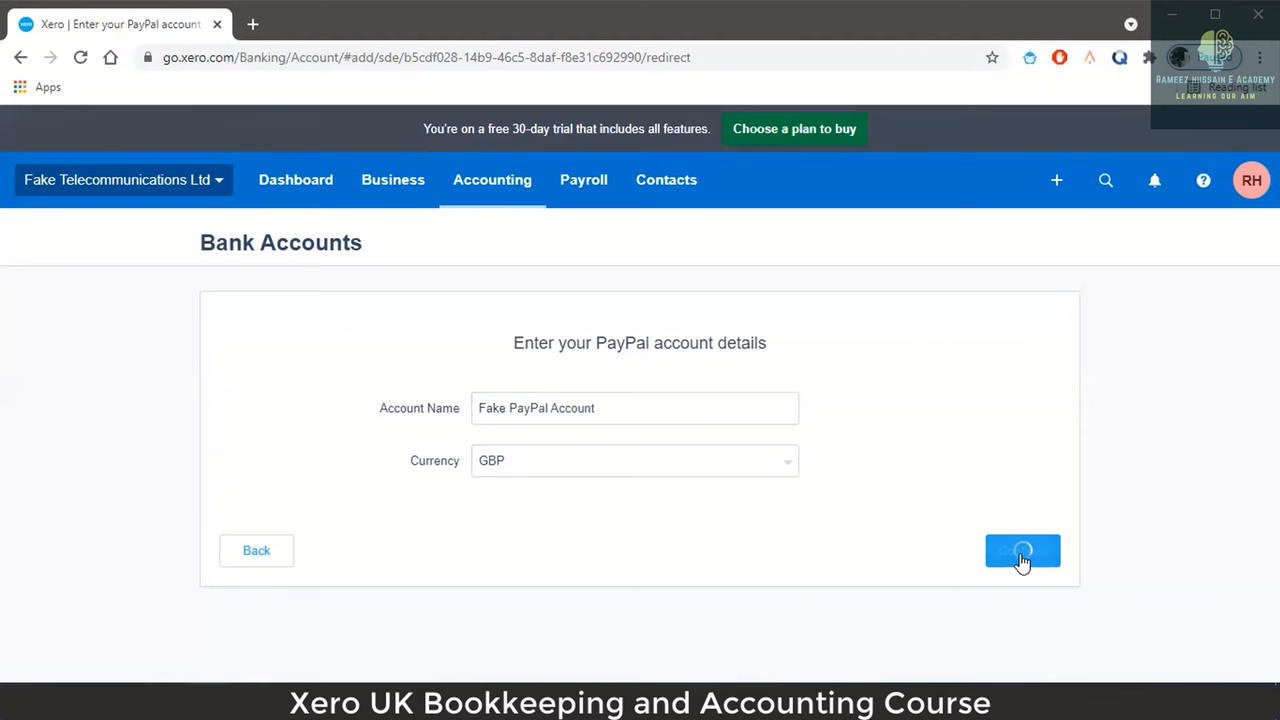 Xero | Enter your PayPal account
go.xero.com/Banking/Account/#add/sde/b5cdf028-14b9-46c5-8daf-f8e31c692990/redirect
Apps
Reading list
RAMEEZ HUSSAIN E ACADEMY
LEARNING OUR AIM
You're on a free 30-day trial that includes all features.
Choose a plan to buy
Fake Telecommunications Ltd
Dashboard
Business
Accounting
Payroll
Contacts
RH
Bank Accounts
Enter your PayPal account details
Account Name
Fake PayPal Account
Currency
GBP
Back
Xero UK Bookkeeping and Accounting Course